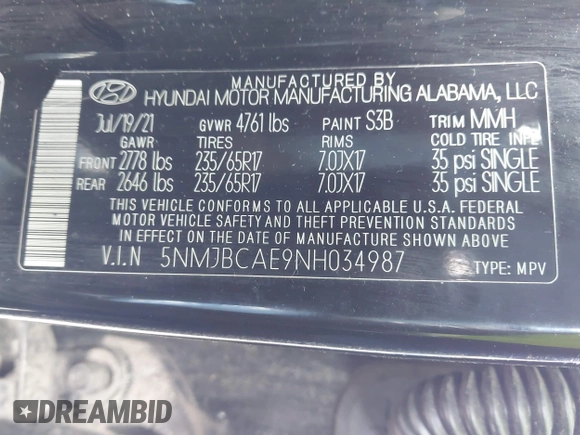 MANUFACTURED BY
HYUNDAI MOTOR MANUFACTURING ALABAMA, LLC
Jul/19/21 GVWR 4761 lbs PAINT S3B TRIM MMH
GAWR TIRES RIMS COLD TIRE INFL
FRONT 2778 lbs 235/65R17 7.0JX17 35 psi SINGLE
REAR 2646 lbs 235/65R17 7.0JX17 35 psi SINGLE
THIS VEHICLE CONFORMS TO ALL APPLICABLE U.S.A. FEDERAL
MOTOR VEHICLE SAFETY AND THEFT PREVENTION STANDARDS
IN EFFECT ON THE DATE OF MANUFACTURE SHOWN ABOVE.
V.I.N 5NMJBCAE9NH034987 TYPE: MPV
DREAMBID